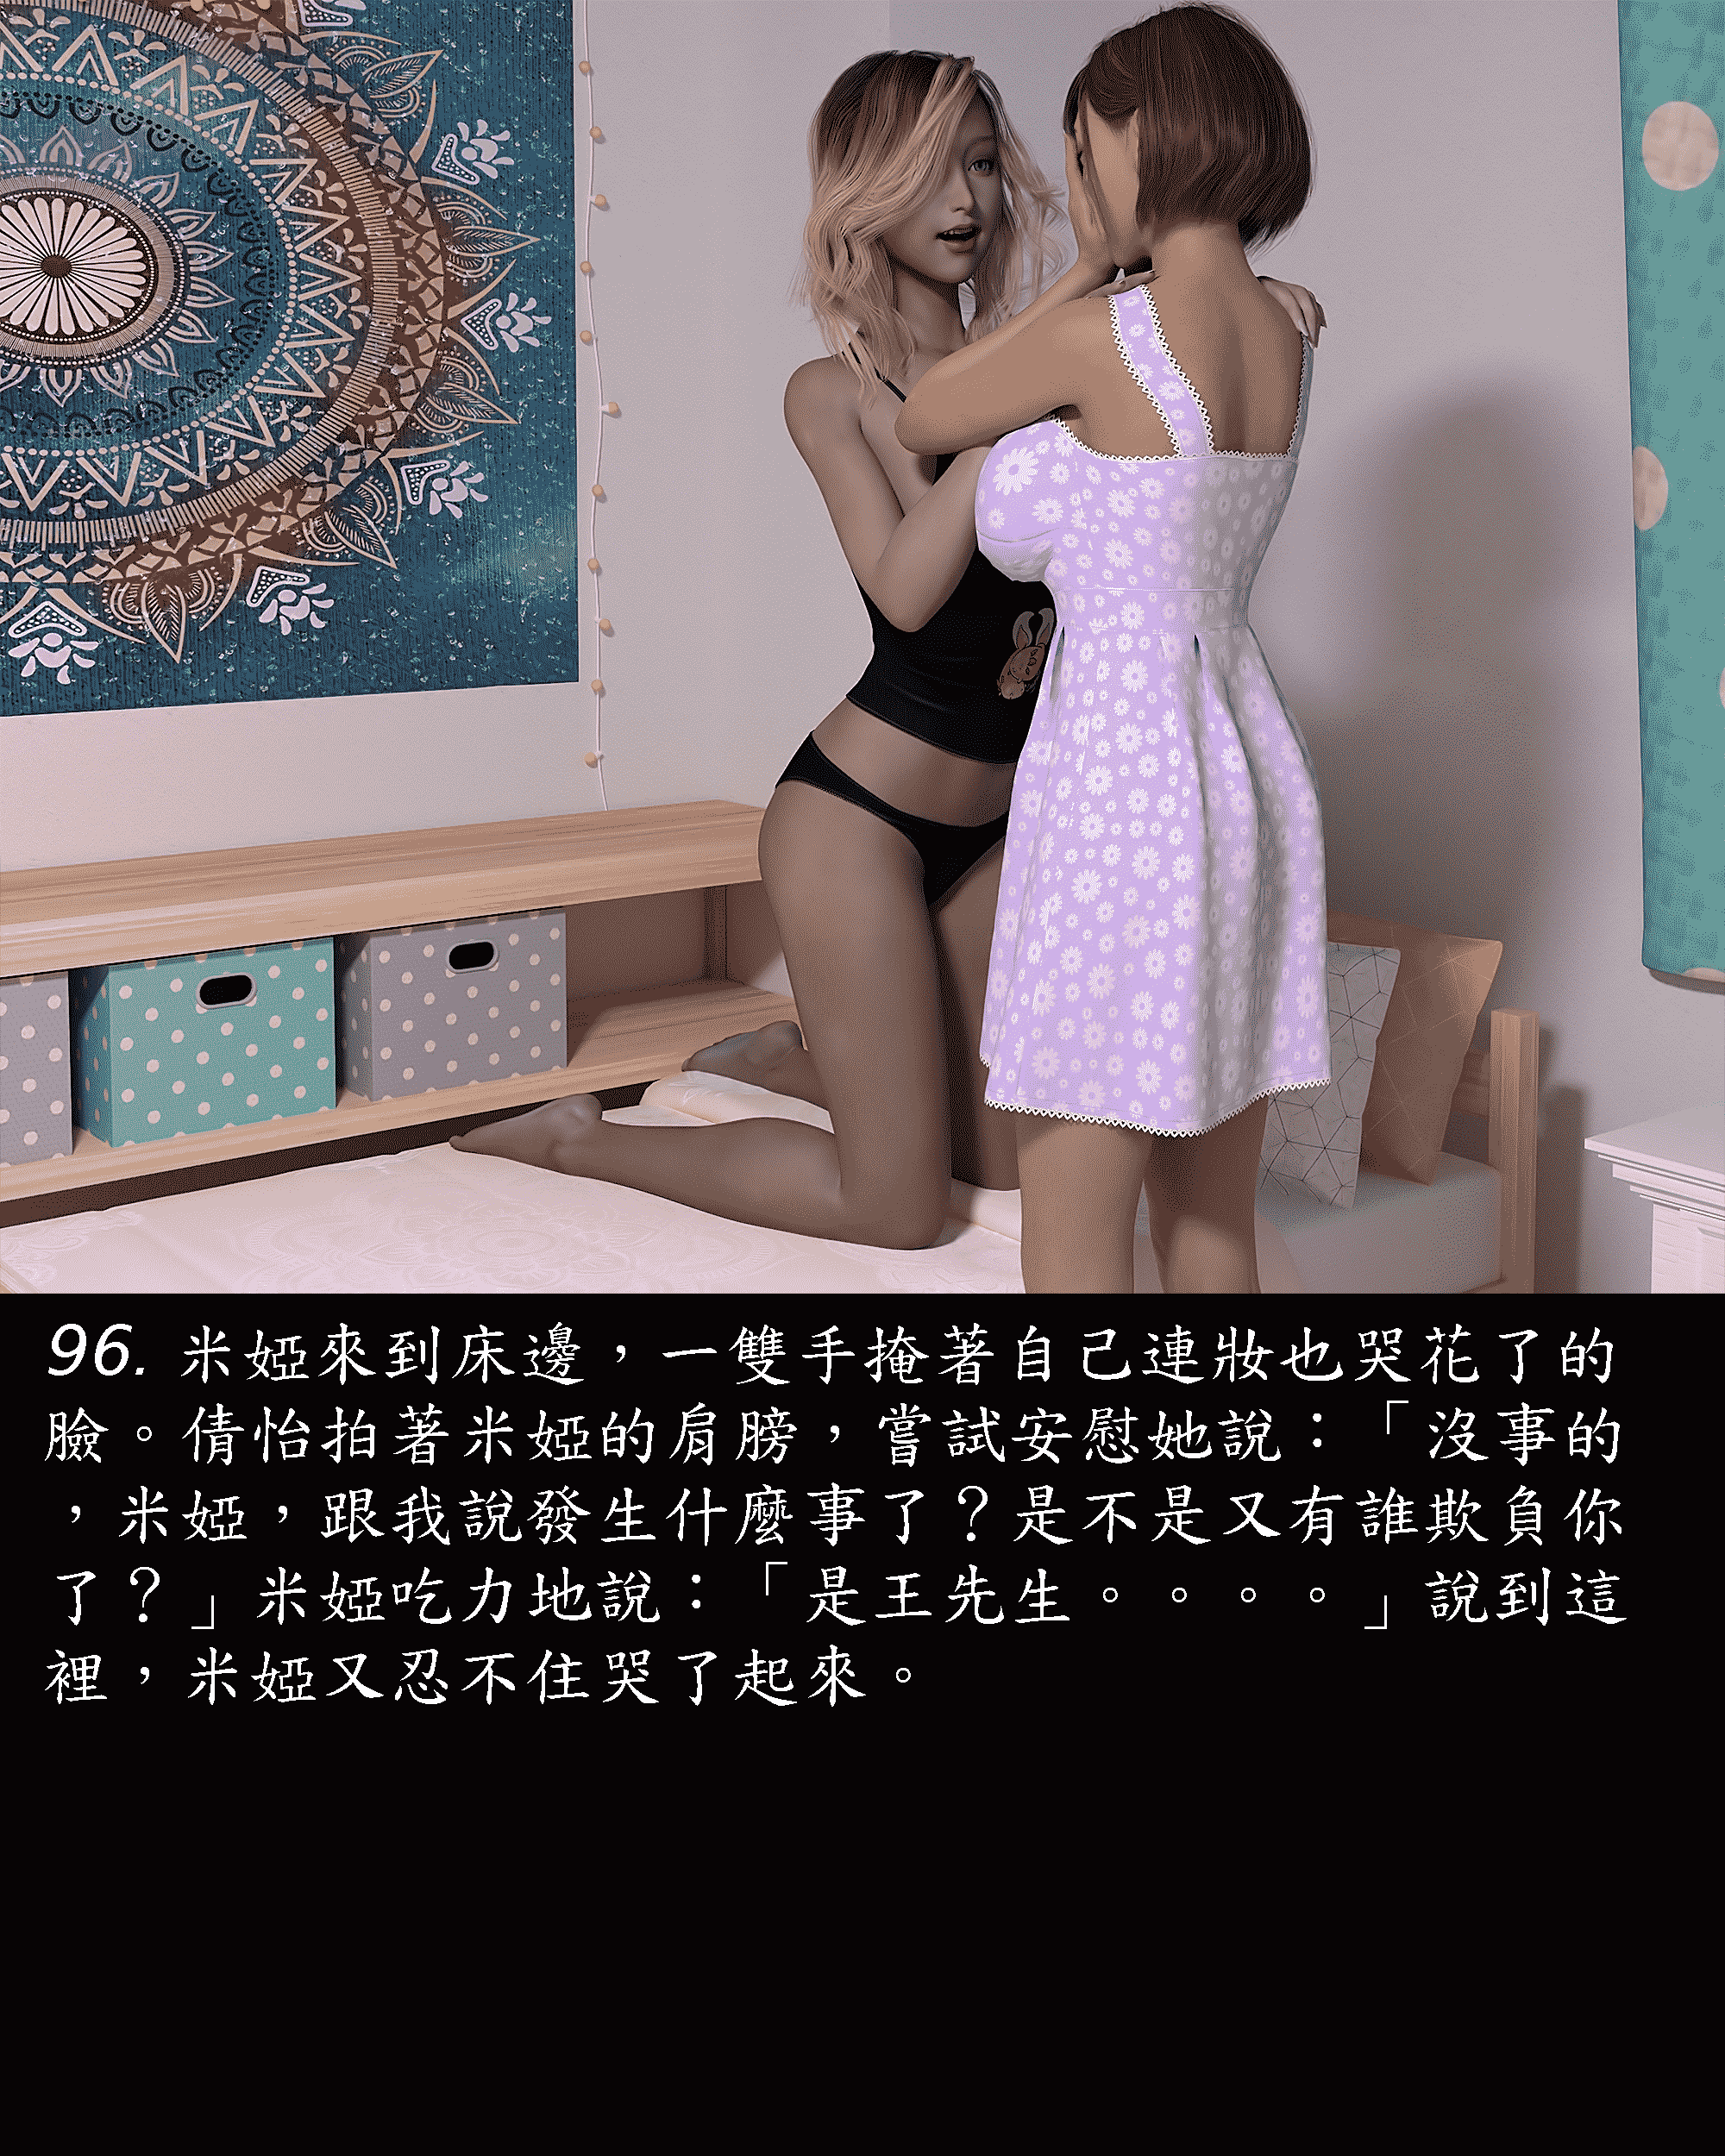 96. 米婭來到床邊，一雙手掩著自己連妝也哭花了的
臉。倩怡拍著米婭的肩膀，嘗試安慰她說：「沒事的
，米婭，跟我說發生什麼事了？是不是又有誰欺負你
了？」米婭吃力地說：「是王先生。。。。」說到這
裡，米婭又忍不住哭了起來。